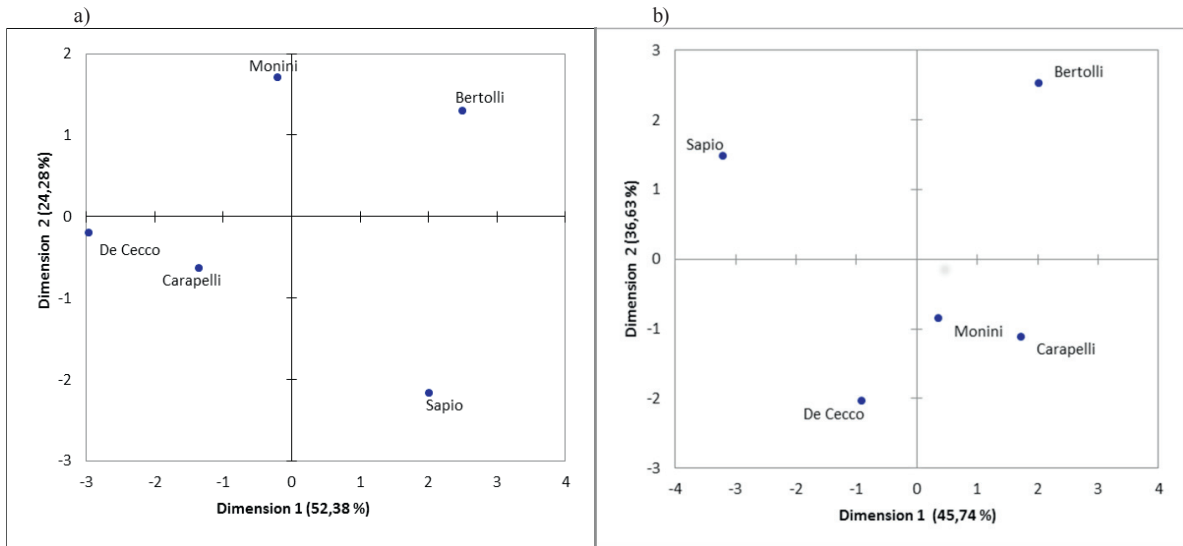 a)
2
Monini
Bertolli
1
0
De Cecco
Carapelli
-1
-2
Sapio
-3
-3 -2 -1 0 1 2 3 4
Dimension 1 (52,38 %)
Dimension 2 (24,28 %)
b)
3
Bertolli
2
Sapio
1
0
-1
Monini
Carapelli
-2
De Cecco
-3
-4 -3 -2 -1 0 1 2 3 4
Dimension 1 (45,74 %)
Dimension 2 (36,63 %)